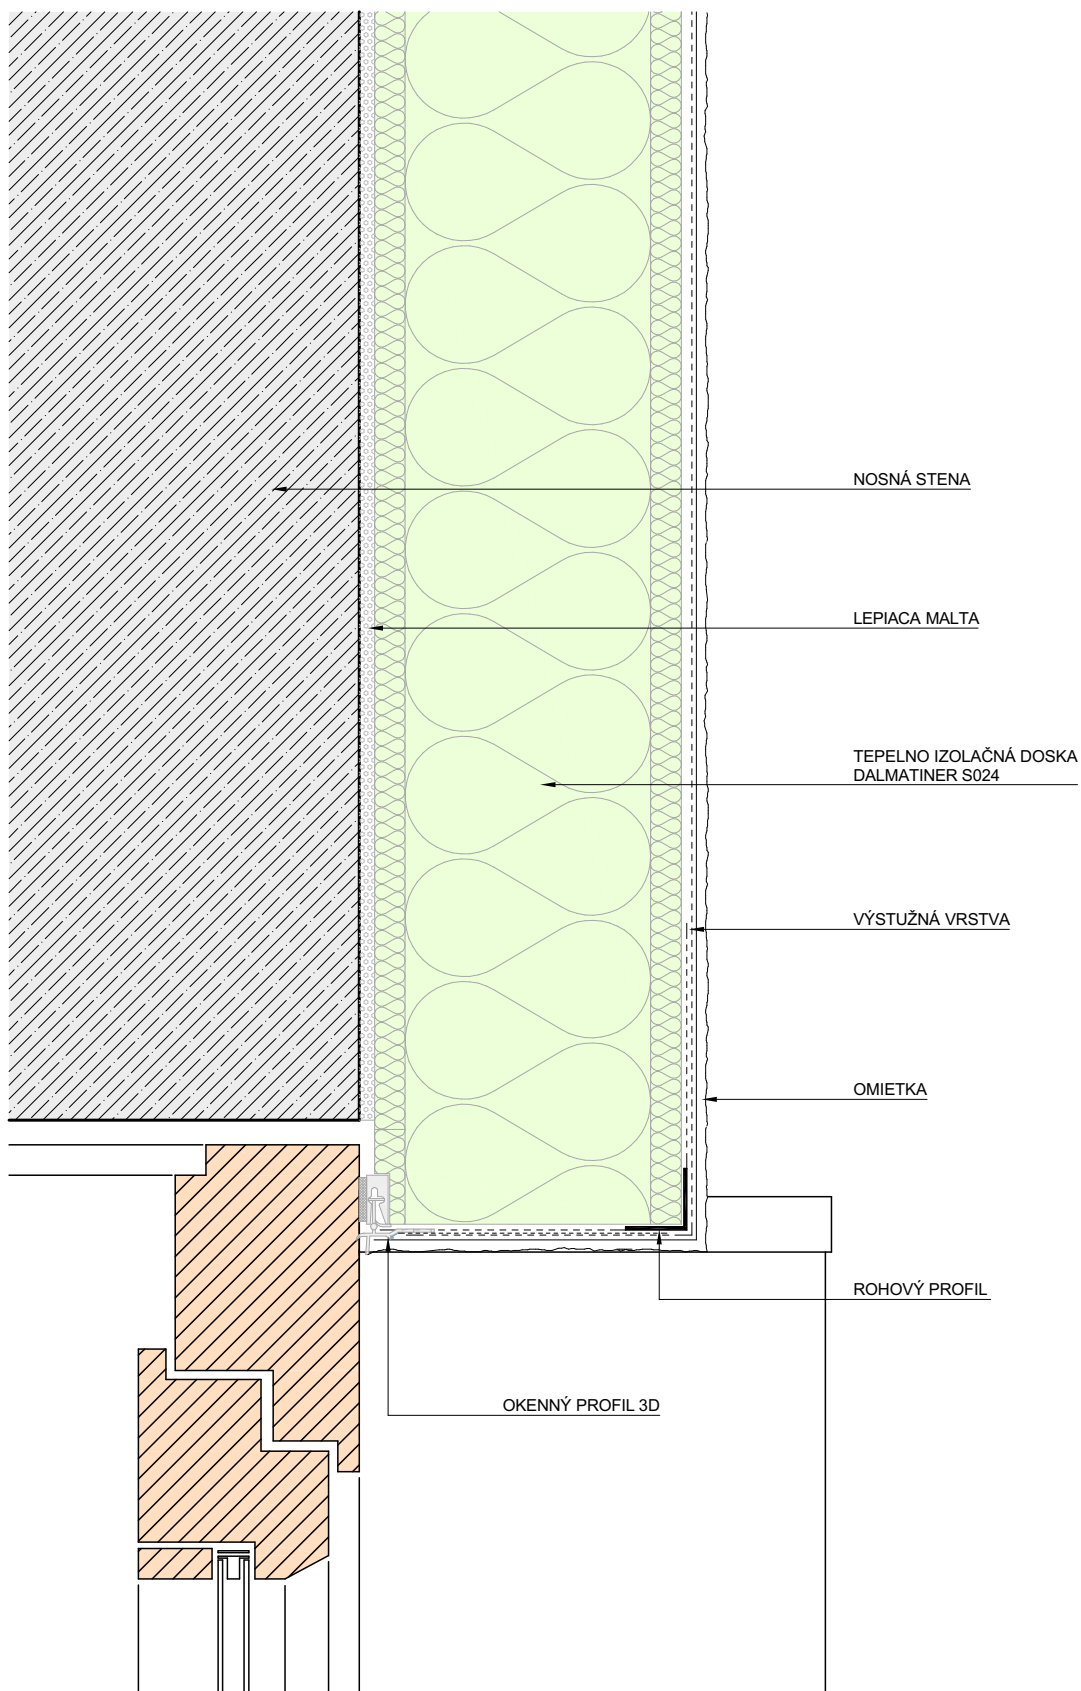 NOSNÁ STENA
LEPIACA MALTA
TEPELNO IZOLAČNÁ DOSKA
DALMATINER S024
VÝSTUŽNÁ VRSTVA
OMIETKA
ROHOVÝ PROFIL
OKENNÝ PROFIL 3D